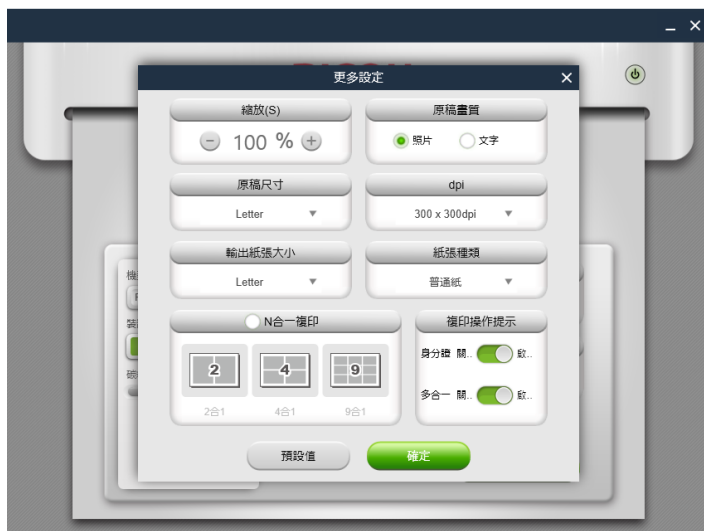 更多設定
縮放(S)
原稿畫質
100 %
照片
文字
原稿尺寸
dpi
Letter
300 x 300dpi
輸出紙張大小
紙張種類
Letter
普通紙
N合一複印
複印操作提示
2
4
9
2合1
4合1
9合1
身分證 關.. 啟..
多合一 關.. 啟..
預設值
確定